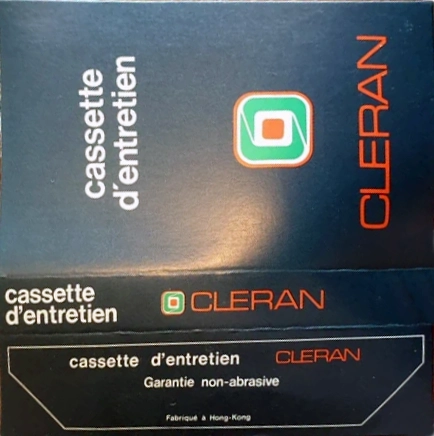 cassette
d'entretien
CLERAN
cassette
d'entretien
CLERAN
cassette d'entretien CLERAN
Garantie non-abrasive
Fabriqué à Hong-Kong